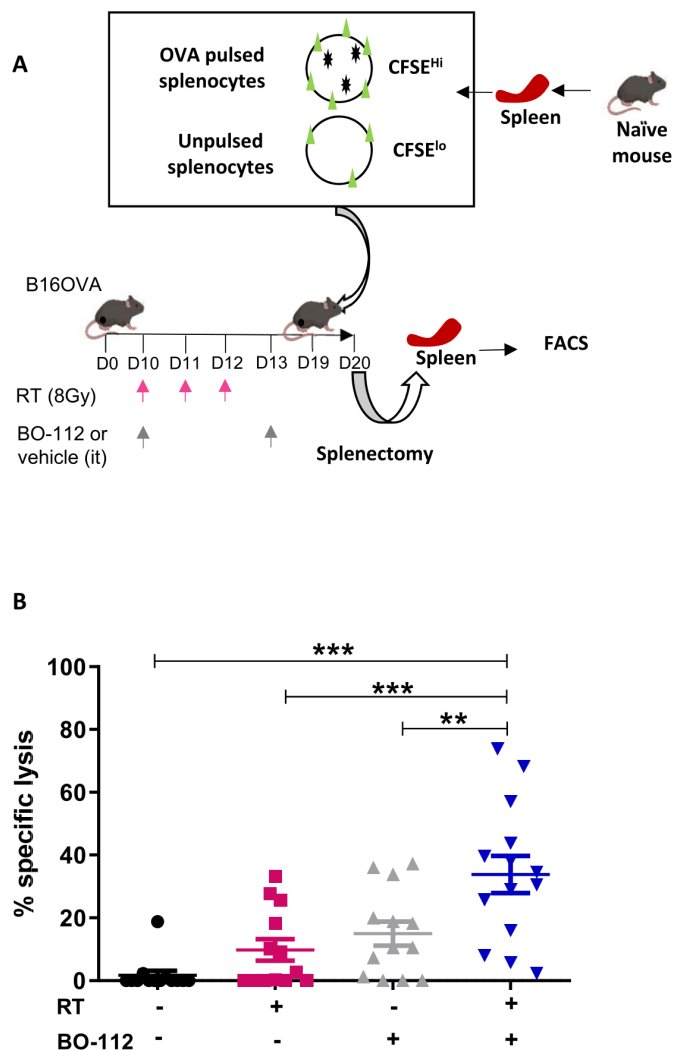 A
OVA pulsed
splenocytes
CFSEHi
Unpulsed
splenocytes
CFSElo
Spleen
Naïve
mouse
B16OVA
D0 D10 D11 D12 D13 D19 D20
RT (8Gy)
BO-112 or
vehicle (it)
Spleen
FACS
Splenectomy
B
% specific lysis
100
80
60
40
20
0
***
***
**
RT - + - +
BO-112 - - + +